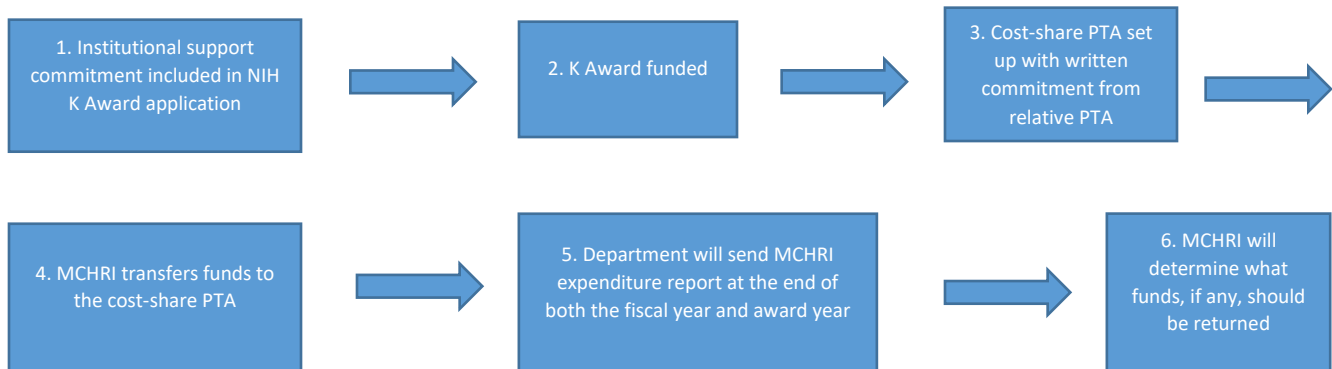 1. Institutional support
commitment included in NIH
K Award application
2. K Award funded
3. Cost-share PTA set
up with written
commitment from
relative PTA
4. MCHRI transfers funds to
the cost-share PTA
5. Department will send MCHRI
expenditure report at the end of
both the fiscal year and award year
6. MCHRI will
determine what
funds, if any, should
be returned